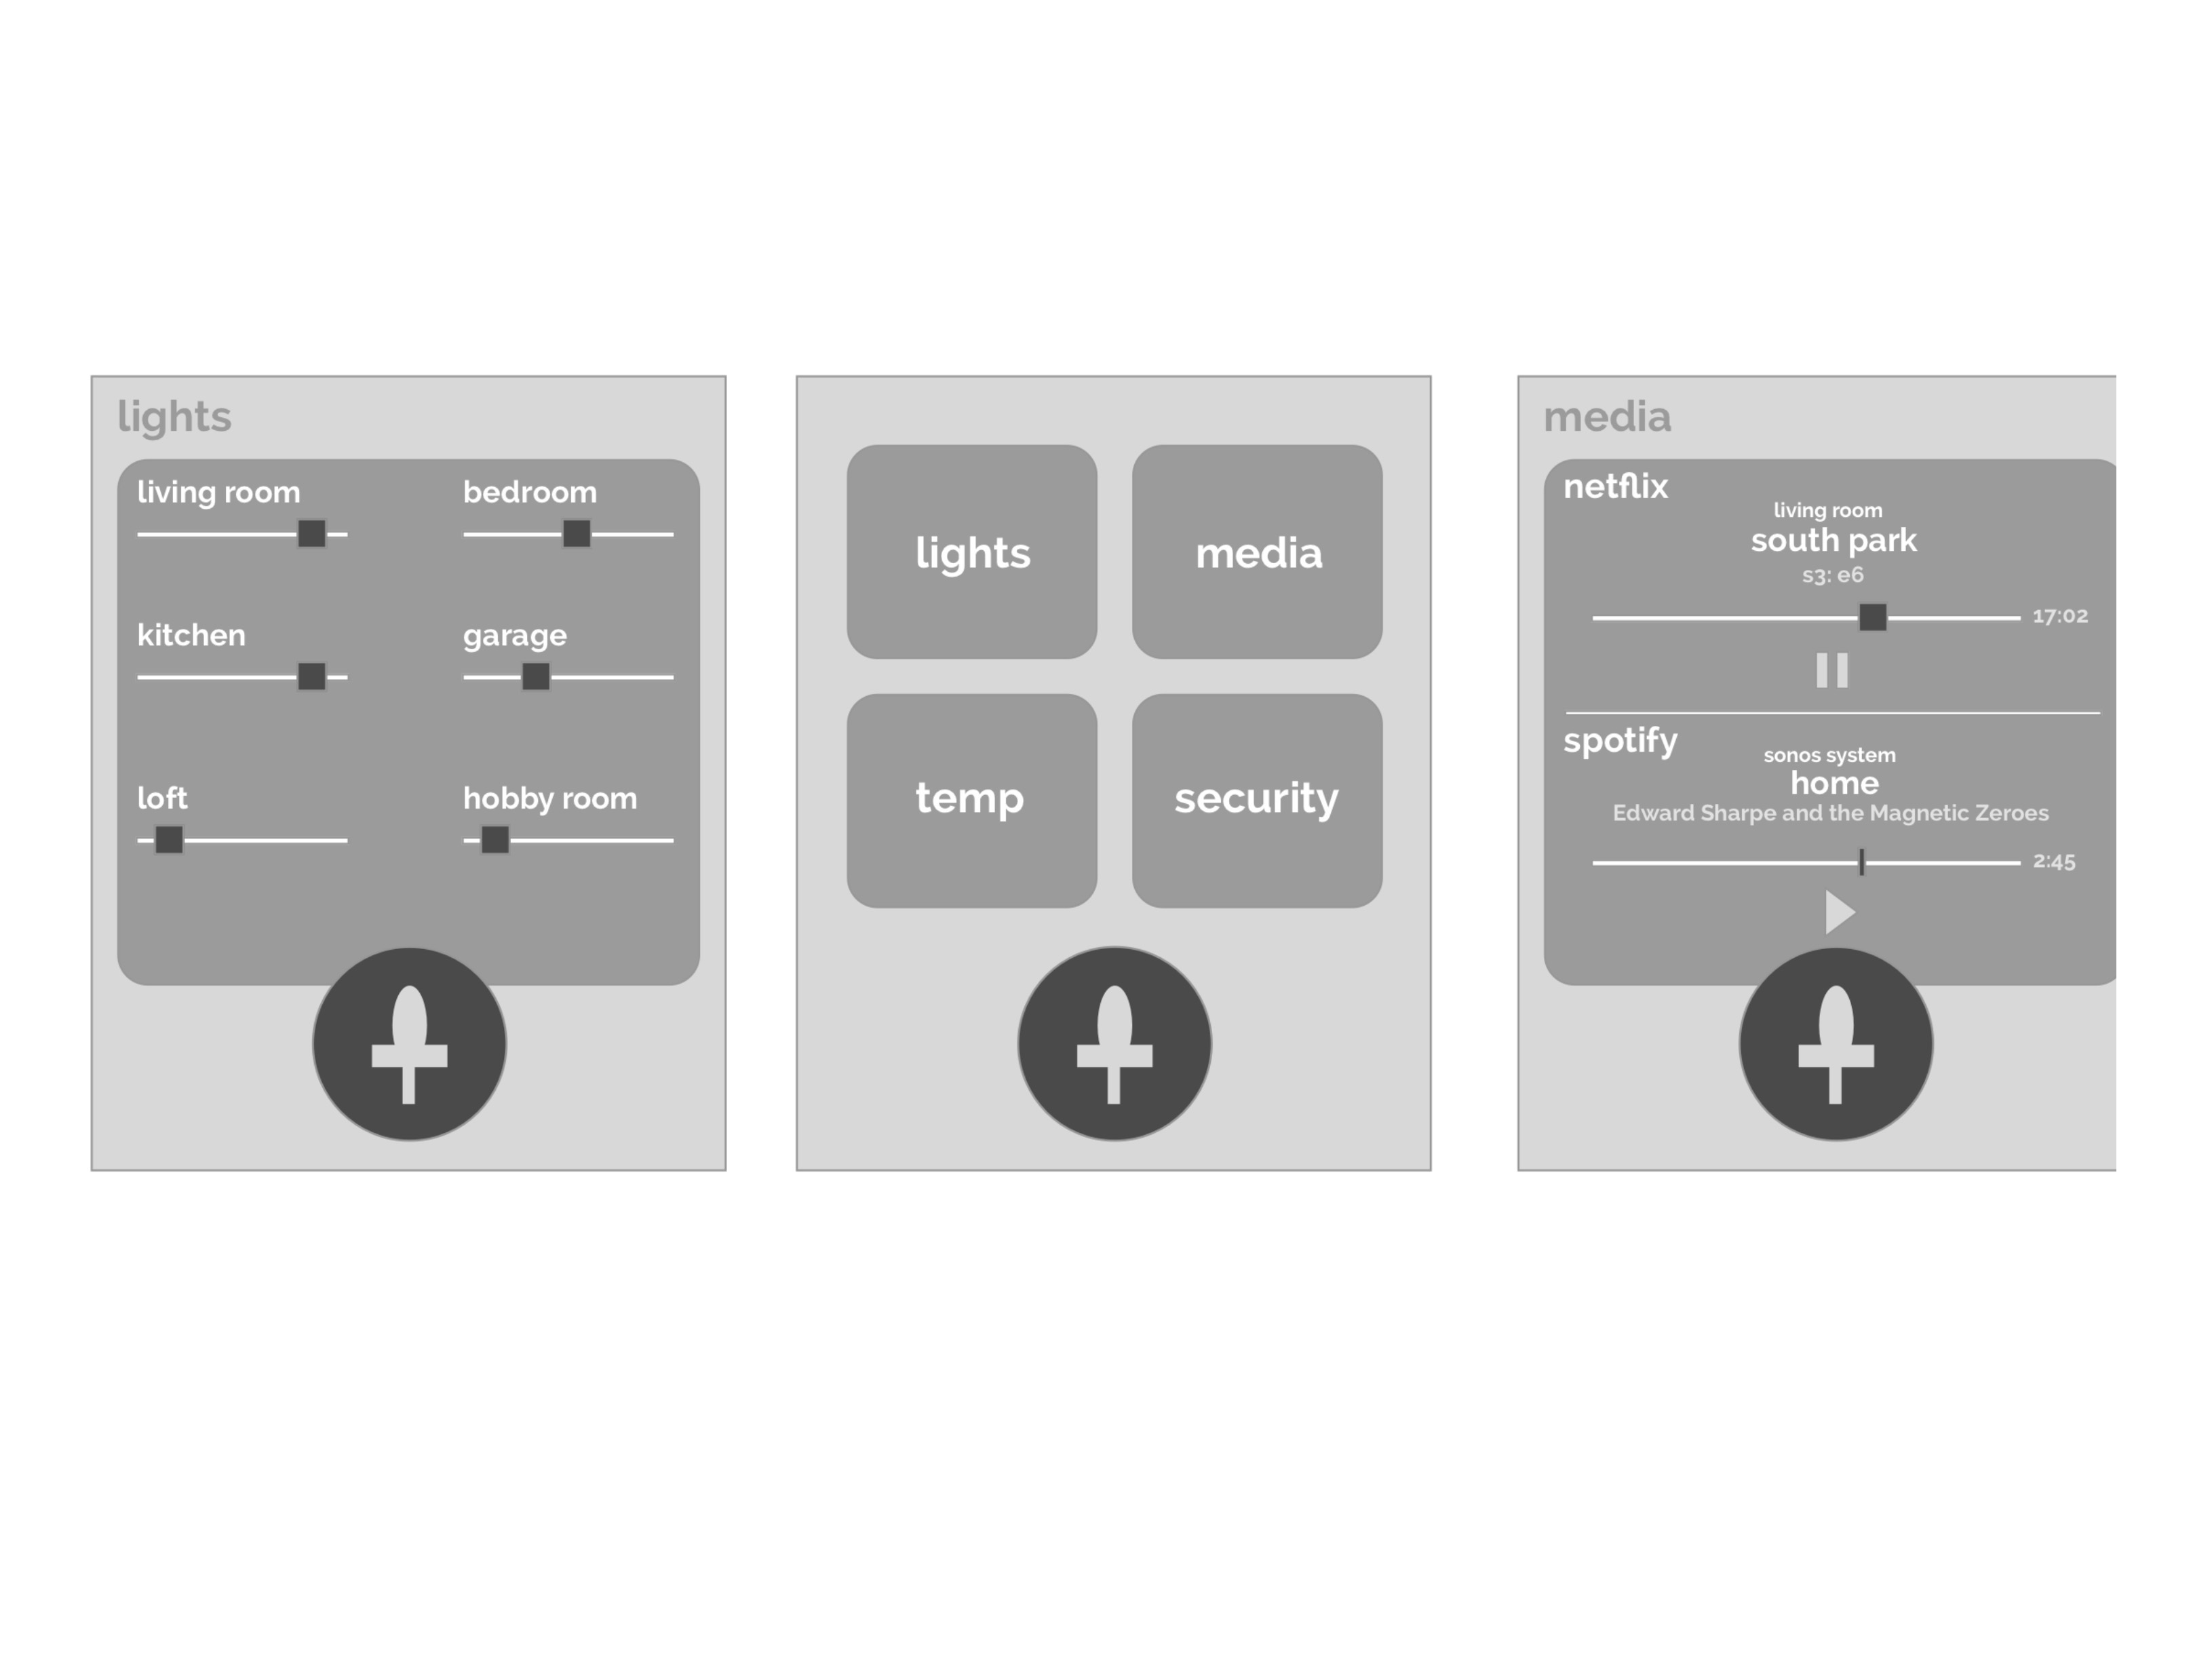 lights
living room
bedroom
kitchen
garage
loft
hobby room
lights
media
temp
security
media
netflix
living room
south park
s3: e6
17:02
spotify
sonos system
home
Edward Sharpe and the Magnetic Zeroes
2:45